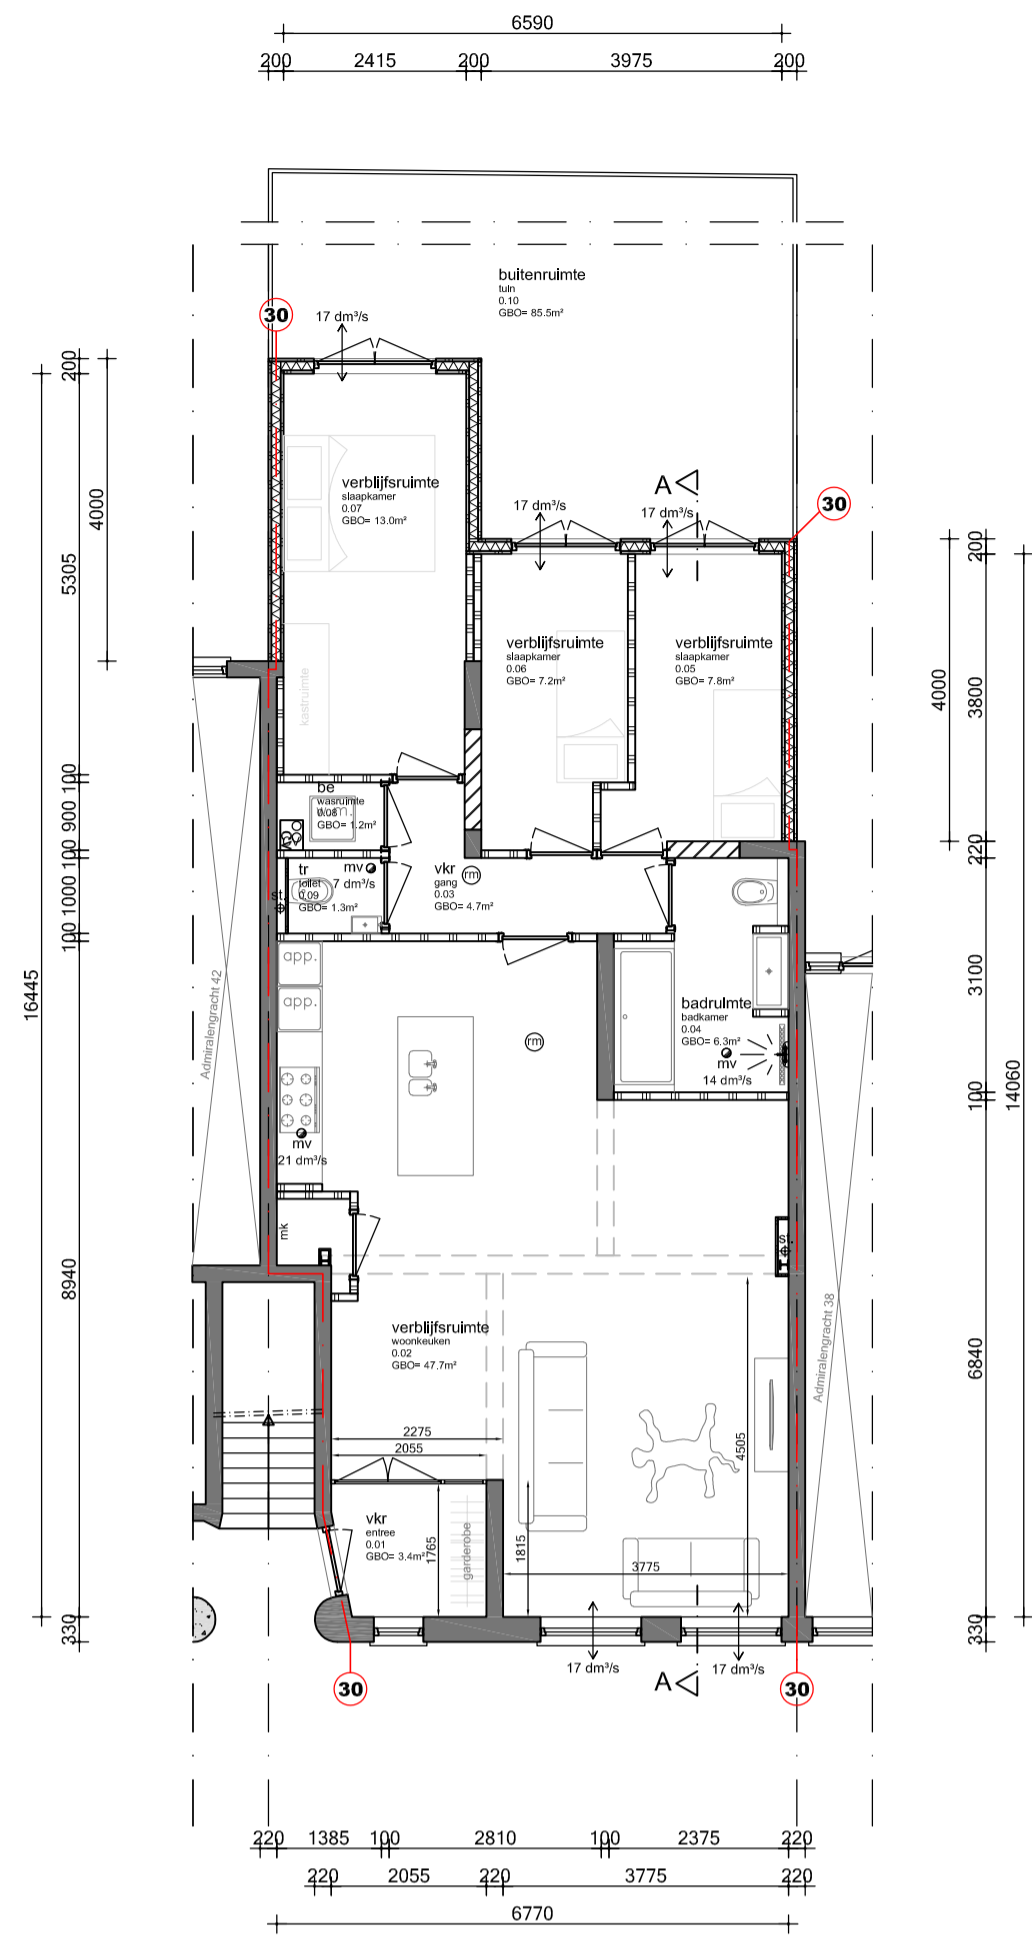 6590
200 2415 200 3975 200
buitenruimte
tuin
0.10
GBO= 85.5m²
30
17 dm³/s
200
4000
5305
verblijfsruimte
slaapkamer
0.07
GBO= 13.0m²
A
17 dm³/s
17 dm³/s
30
200
verblijfsruimte
slaapkamer
0.06
GBO= 7.2m²
verblijfsruimte
slaapkamer
0.05
GBO= 7.8m²
kastruimte
4000
3800
100
900
100
1000
100
be
wasruimte
w.m.
0.08
GBO= 1.2m²
220
tr
toilet
0.09
GBO= 1.3m²
mv
7 dm³/s
st.
vkr
gang
0.03
GBO= 4.7m²
rm
16445
Admiralengracht 42
app.
app.
rm
badruimte
badkamer
0.04
GBO= 6.3m²
mv
14 dm³/s
3100
100
14060
mv
21 dm³/s
mk
st.
8940
verblijfsruimte
woonkeuken
0.02
GBO= 47.7m²
Admiralengracht 38
6840
2275
2055
4505
vkr
entree
0.01
GBO= 3.4m²
1765
garderobe
1815
3775
330
330
17 dm³/s
17 dm³/s
30
A
30
220 1385 100 2810 100 2375 220
220 2055 220 3775 220
6770